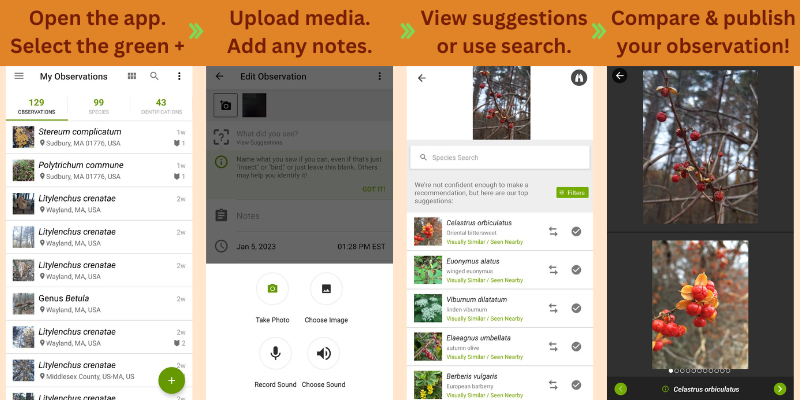 Open the app.
Select the green +
»
Upload media.
Add any notes.
»
View suggestions
or use search.
»
Compare & publish
your observation!
My Observations
129
OBSERVATIONS
99
SPECIES
43
IDENTIFICATIONS
Stereum complicatum
1w
Sudbury, MA 01776, USA
1
Polytrichum commune
1w
Sudbury, MA 01776, USA
1
Litylenchus crenatae
2w
Wayland, MA, USA
Litylenchus crenatae
2w
Wayland, MA, USA
Litylenchus crenatae
2w
Wayland, MA, USA
Genus Betula
2w
Wayland, MA, USA
Litylenchus crenatae
2w
Wayland, MA, USA
2
Litylenchus crenatae
2w
Middlesex County, US-MA, US
Litylenchus crenatae
+
Edit Observation
What did you see?
View Suggestions
Name what you saw if you can, even if that's just
"insect" or "bird," or just leave this blank. Others
may help you identify it!
GOT IT!
Notes
Jan 5, 2023
01:28 PM EST
Take Photo
Choose Image
Record Sound
Choose Sound
Species Search
We're not confident enough to make a
recommendation, but here are our top
suggestions:
Filters
Celastrus orbiculatus
Oriental bittersweet
Visually Similar / Seen Nearby
Euonymus alatus
winged euonymus
Visually Similar / Seen Nearby
Viburnum dilatatum
linden viburnum
Visually Similar / Seen Nearby
Elaeagnus umbellata
autumn olive
Visually Similar / Seen Nearby
Berberis vulgaris
European barberry
Visually Similar / Seen Nearby
Celastrus orbiculatus